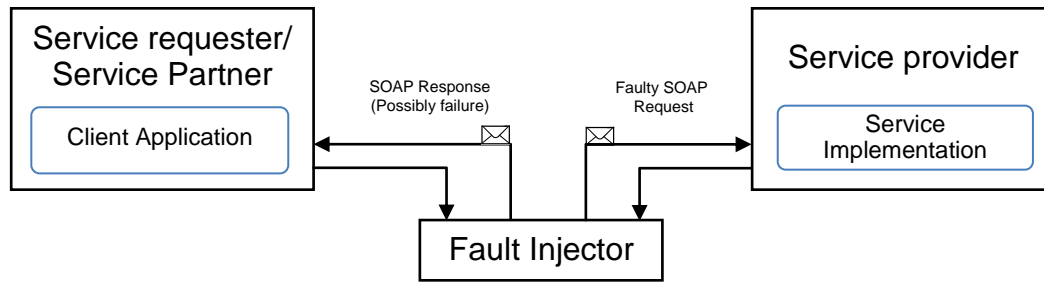 Service requester/
Service Partner
Client Application
SOAP Response
(Possibly failure)
Faulty SOAP
Request
Service provider
Service
Implementation
Fault Injector